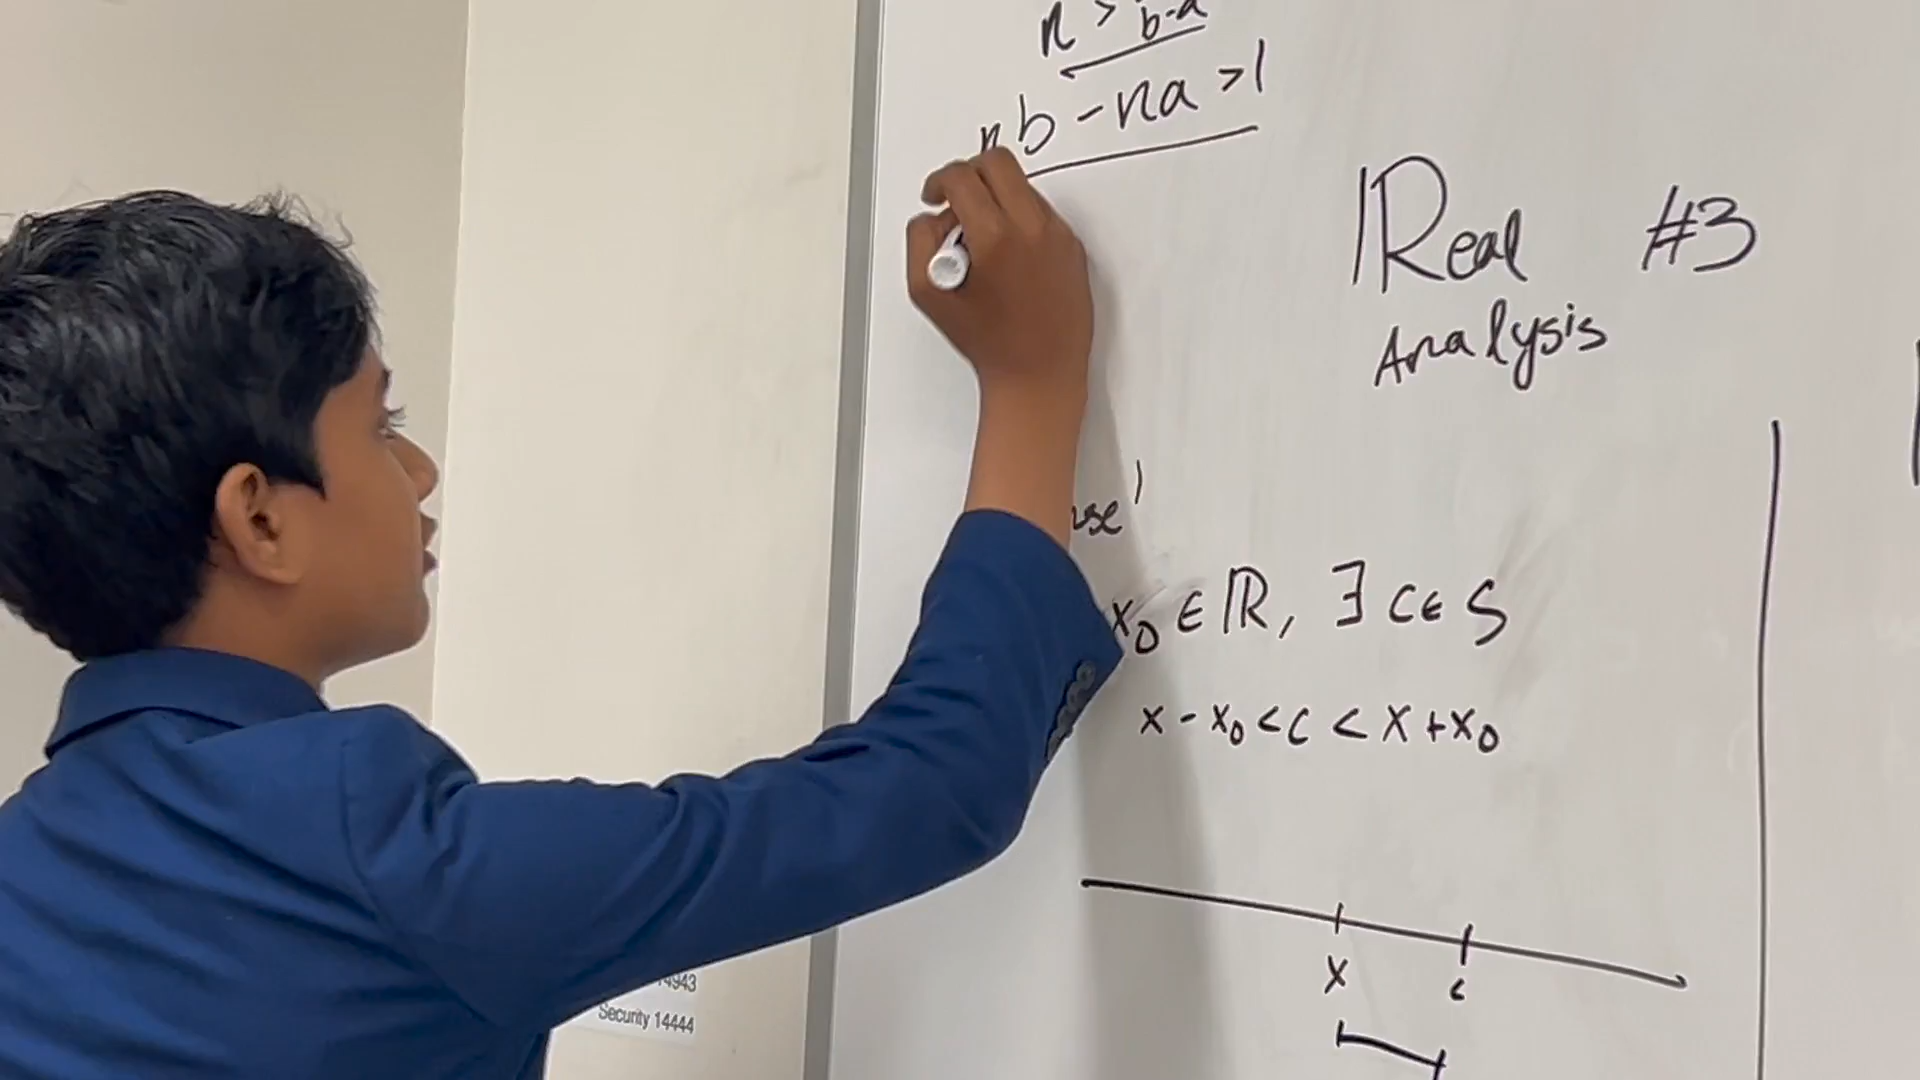 n > b-a
nb - na > 1
ℝeal #3
Analysis
x₀ ∈ ℝ, ∃ c ∈ S
x - x₀ < c < x + x₀
x c
Security 14444